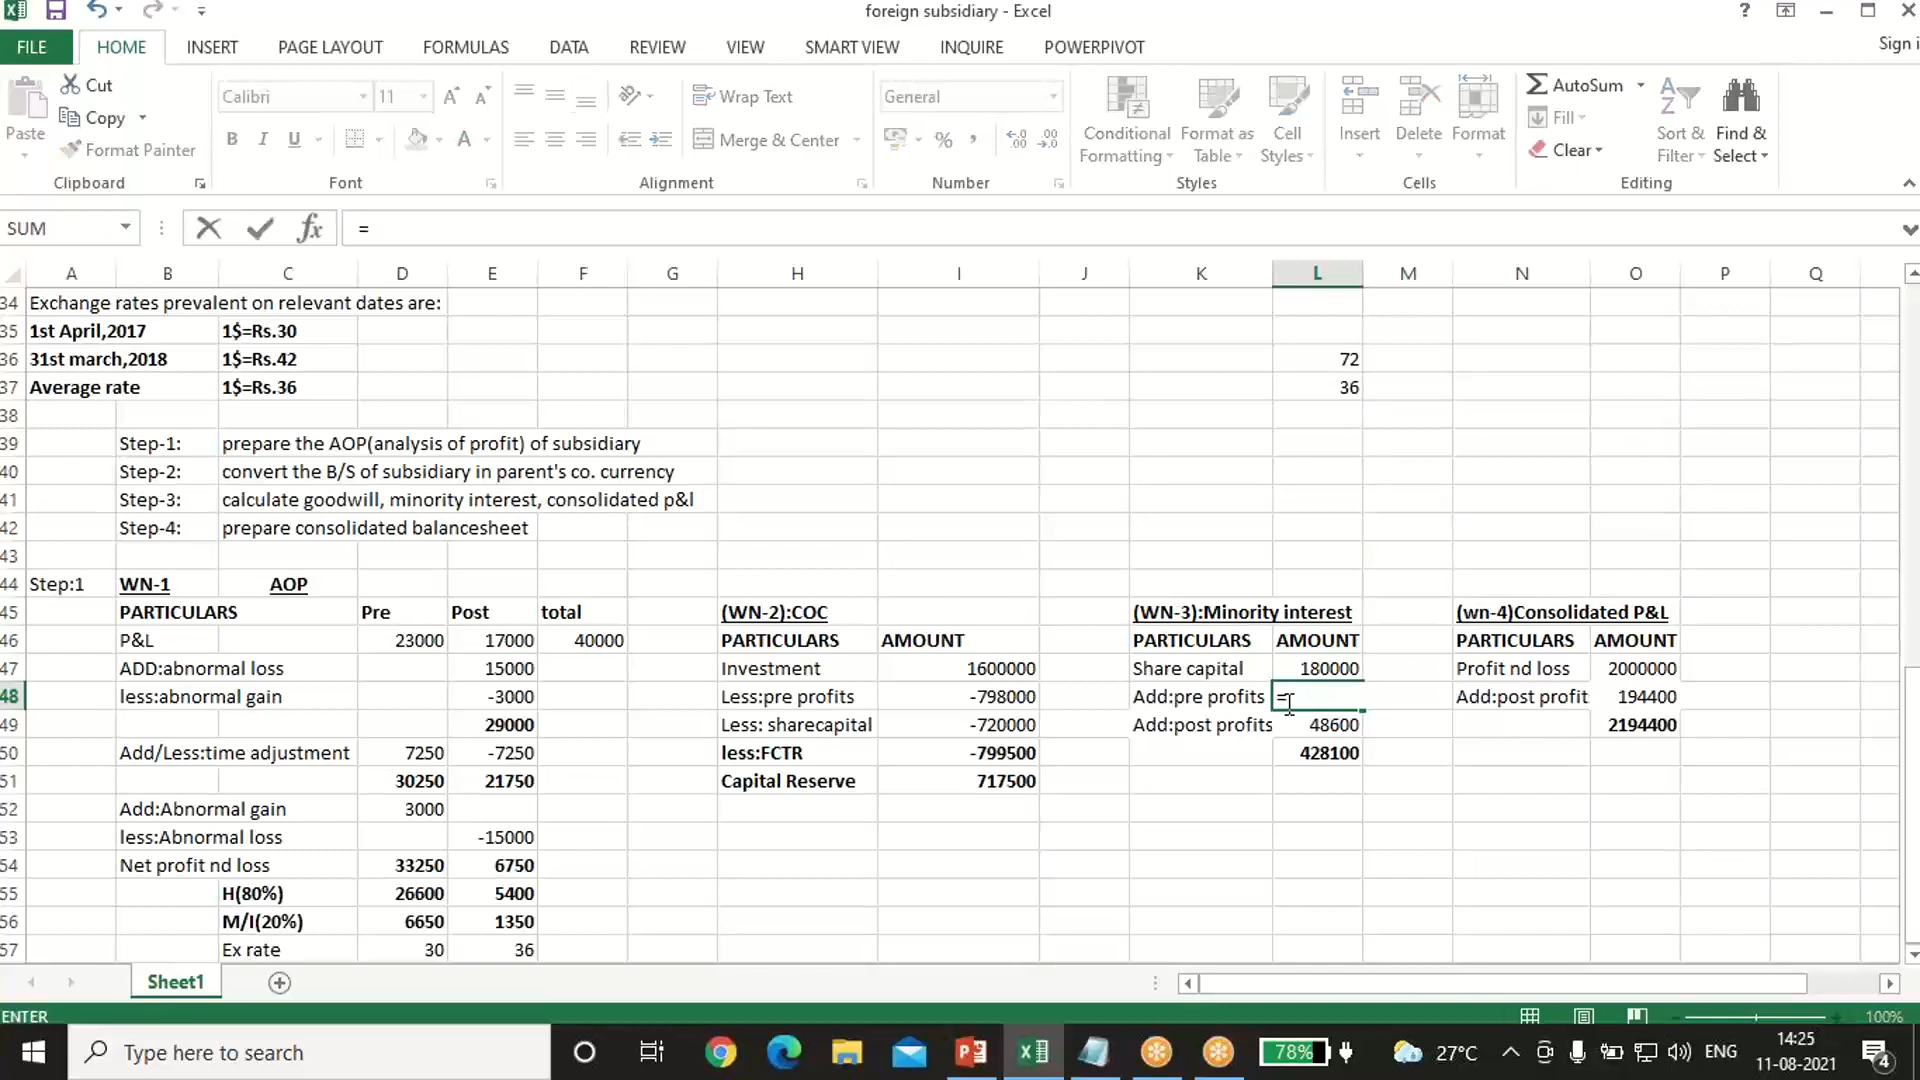 foreign subsidiary - Excel
?
Sign i
FILE HOME INSERT PAGE LAYOUT FORMULAS DATA REVIEW VIEW SMART VIEW INQUIRE POWERPIVOT
Paste Cut Copy Format Painter Clipboard
Calibri 11 B I U A Font
Wrap Text Merge & Center Alignment
General % , Number
Conditional Formatting Format as Table Cell Styles Styles
Insert Delete Format Cells
AutoSum Fill Clear Sort & Filter Find & Select Editing
SUM fx =
A B C D E F G H I J K L M N O P Q
34 Exchange rates prevalent on relevant dates are:
35 1st April,2017 1$=Rs.30
36 31st march,2018 1$=Rs.42 72
37 Average rate 1$=Rs.36 36
38
39 Step-1: prepare the AOP(analysis of profit) of subsidiary
40 Step-2: convert the B/S of subsidiary in parent's co. currency
41 Step-3: calculate goodwill, minority interest, consolidated p&l
42 Step-4: prepare consolidated balancesheet
43
44 Step:1 WN-1 AOP
45 PARTICULARS Pre Post total (WN-2):COC (WN-3):Minority interest (wn-4)Consolidated P&L
46 P&L 23000 17000 40000 PARTICULARS AMOUNT PARTICULARS AMOUNT PARTICULARS AMOUNT
47 ADD:abnormal loss 15000 Investment 1600000 Share capital 180000 Profit nd loss 2000000
48 less:abnormal gain -3000 Less:pre profits -798000 Add:pre profits = Add:post profit 194400
49 29000 Less: sharecapital -720000 Add:post profits 48600 2194400
50 Add/Less:time adjustment 7250 -7250 less:FCTR -799500 428100
51 30250 21750 Capital Reserve 717500
52 Add:Abnormal gain 3000
53 less:Abnormal loss -15000
54 Net profit nd loss 33250 6750
55 H(80%) 26600 5400
56 M/I(20%) 6650 1350
57 Ex rate 30 36
Sheet1
ENTER 100%
Type here to search 78% 27°C ENG 14:25 11-08-2021 4